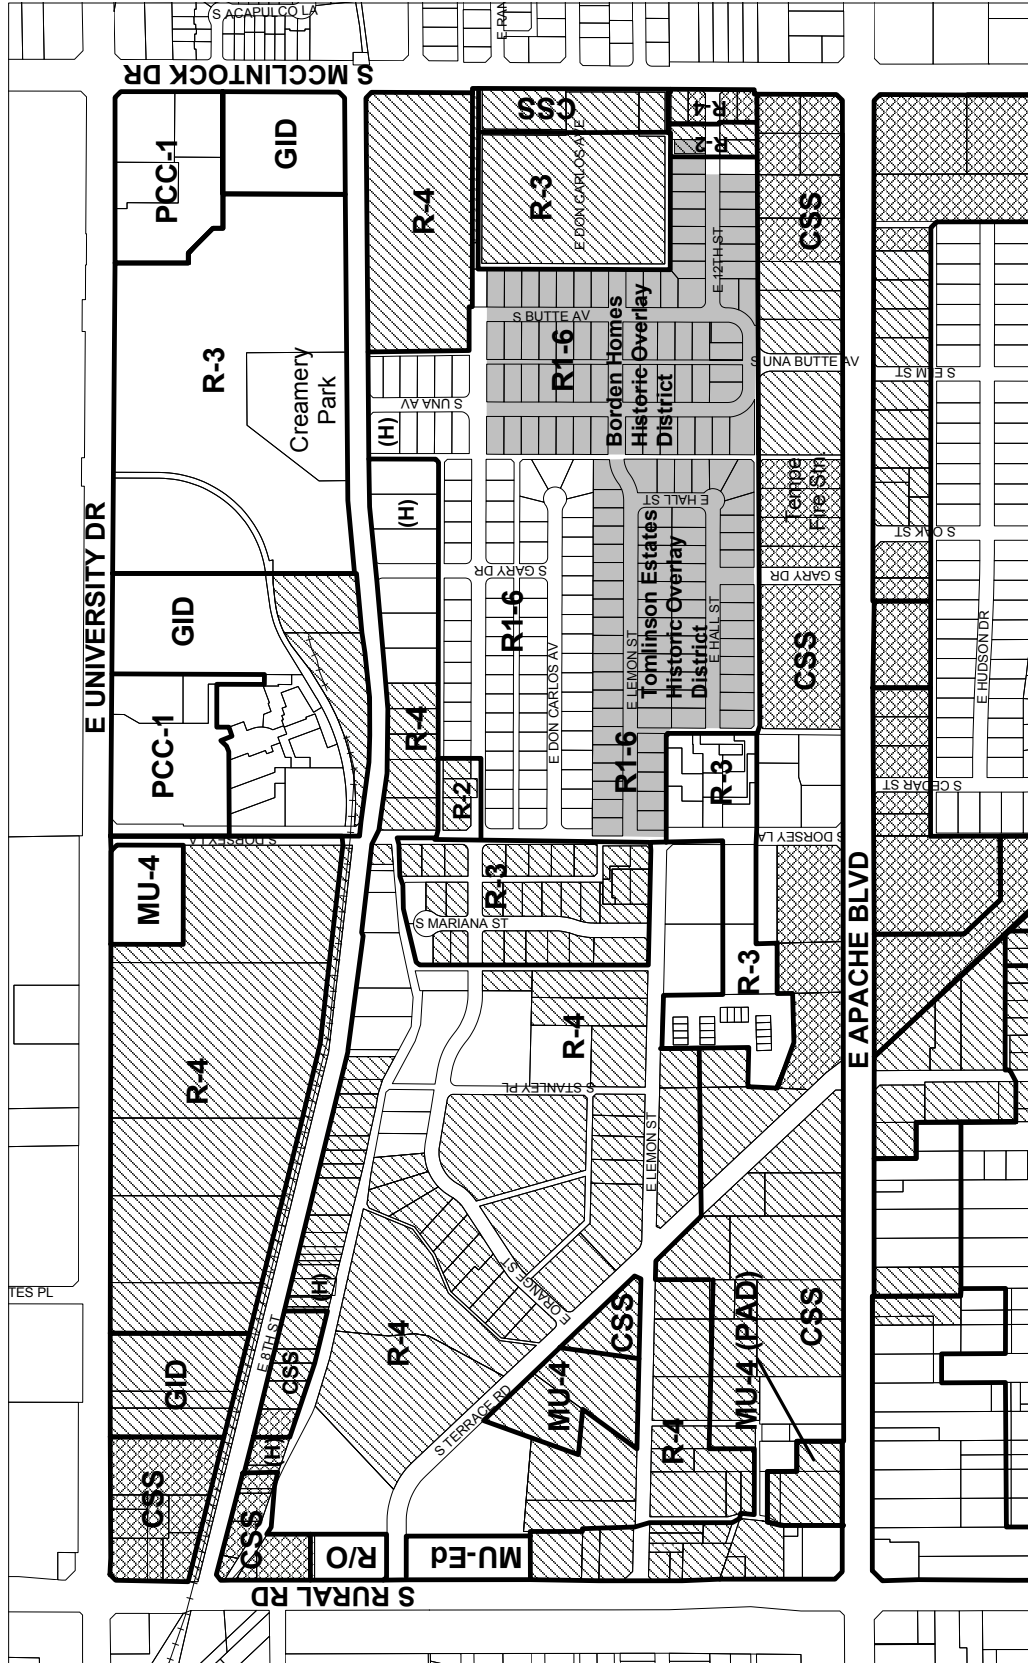 S ACAPULCO LA
E RAN
S MCCLINTOCK DR
PCC-1
GID
R-4
CSS
R-4
R-2
R-3
E DON CARLOS AVE
CSS
E 12TH ST
R-3
Creamery
Park
S BUTTE AV
R1-6
Borden Homes
Historic Overlay
District
S UNA BUTTE AV
S ELM ST
S UNA AV
(H)
(H)
E UNIVERSITY DR
GID
S GARY DR
R1-6
E DON CARLOS AV
E HALL ST
E LEMON ST
Tomlinson Estates
Historic Overlay
District
E HALL ST
Tempe
Fire Stn.
S GARY DR
CSS
S OAK ST
E HUDSON DR
PCC-1
R-4
R-2
R1-6
R-3
S CEDAR ST
S DORSEY LA
S DORSEY LA
MU-4
R-3
S MARIANA ST
R-3
E APACHE BLVD
R-4
R-4
S STANLEY PL
E LEMON ST
TES PL
(H)
E ORANGE ST
GID
E 8TH ST
CSS
R-4
CSS
MU-4 (PAD)
CSS
MU-4
S TERRACE RD
R-4
CSS
(H)
CSS
R/O
MU-Ed
S RURAL RD